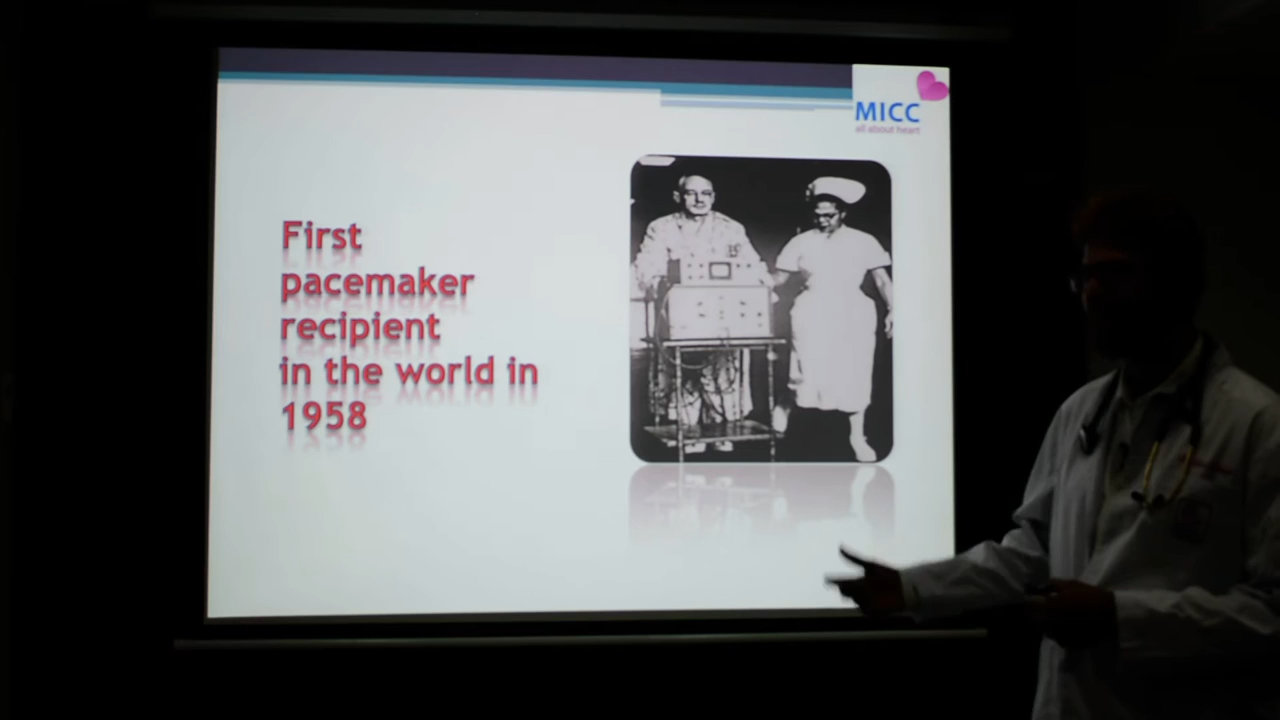 MICC
all about heart
First
pacemaker
recipient
in the world in
1958